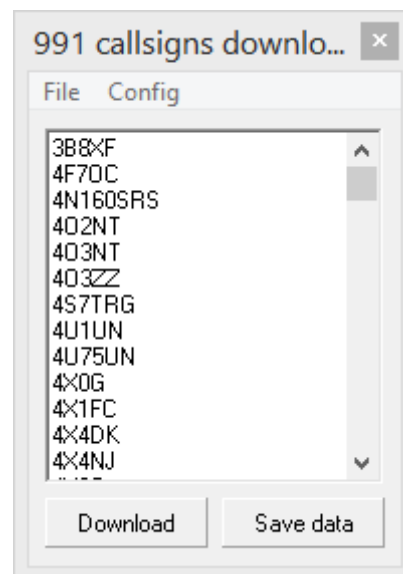 991 callsigns downlo...
File Config
3B8XF
4F7OC
4N160SRS
4O2NT
4O3NT
4O3ZZ
4S7TRG
4U1UN
4U75UN
4X0G
4X1FC
4X4DK
4X4NJ
Download Save data